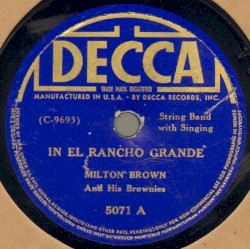 DECCA
TRADE MARK REGISTERED
MANUFACTURED IN U.S.A. - BY DECCA RECORDS, INC.
(C-9693)
String Band
with Singing
IN EL RANCHO GRANDE
MILTON BROWN
And His Brownies
5071 A